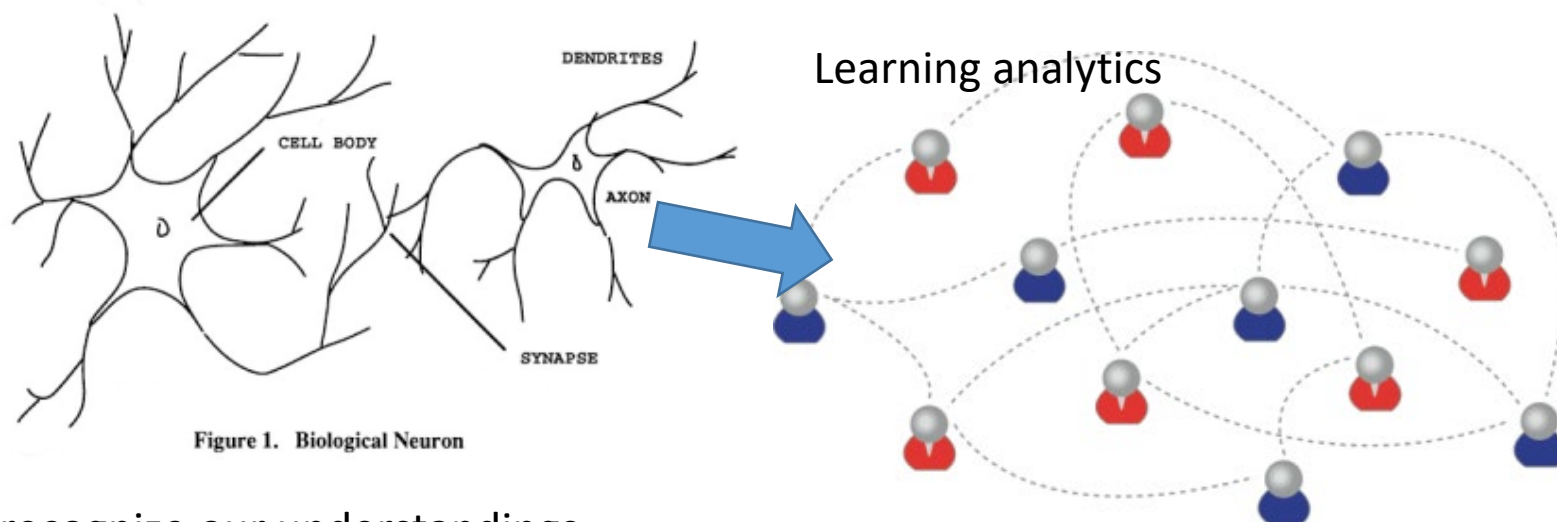 DENDRITES
Learning analytics
CELL BODY
AXON
SYNAPSE
Figure 1. Biological Neuron
recognize our understandings